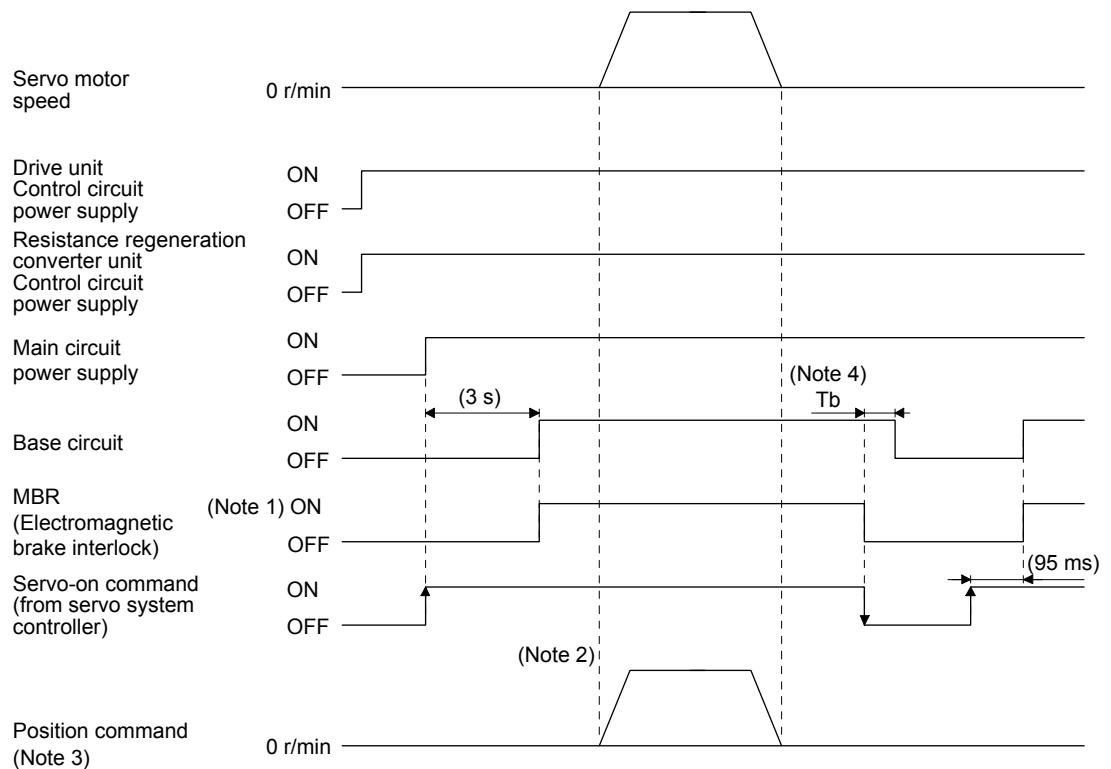 Servo motor
speed
0 r/min
Drive unit
Control circuit
power supply
ON
OFF
Resistance regeneration
converter unit
Control circuit
power supply
ON
OFF
Main circuit
power supply
ON
OFF
(3 s)
(Note 4)
Tb
Base circuit
ON
OFF
MBR
(Electromagnetic
brake interlock)
(Note 1) ON
OFF
(95 ms)
Servo-on command
(from servo system
controller)
ON
OFF
(Note 2)
Position command
(Note 3)
0 r/min